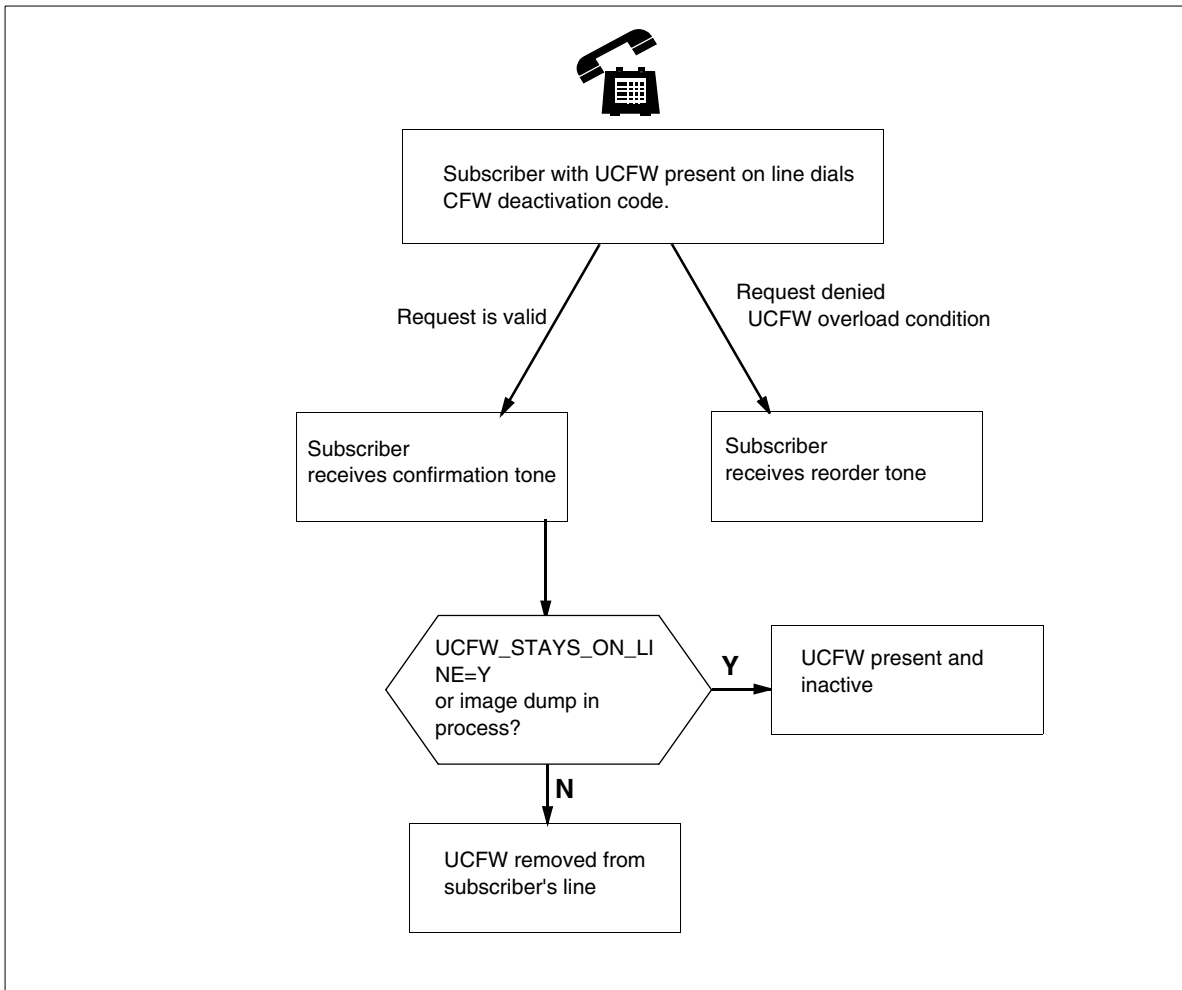 Subscriber with UCFW present on line dials
CFW deactivation code.
Request is valid
Request denied
UCFW overload condition
Subscriber
receives confirmation tone
Subscriber
receives reorder tone
UCFW_STAYS_ON_LI
NE=Y
or image dump in
process?
Y
UCFW present and
inactive
N
UCFW removed from
subscriber's line